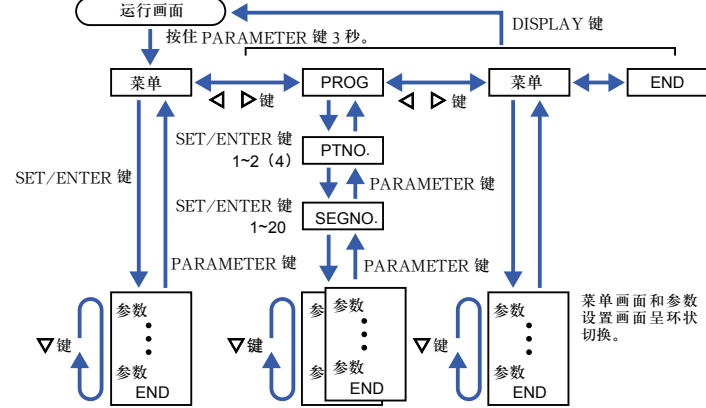 运行画面
DISPLAY 键
按住 PARAMETER 键 3 秒。
菜单
PROG
菜单
END
键
键
SET/ENTER 键
1~2（4）
PTNO.
SET/ENTER 键
PARAMETER 键
SET/ENTER 键
1~20
SEGNO.
PARAMETER 键
PARAMETER 键
参数
参
参数
参数
菜单画面和参数
设置画面呈环状
切换。
▽键
▽键
▽键
参数
参
参数
参数
END
END
END